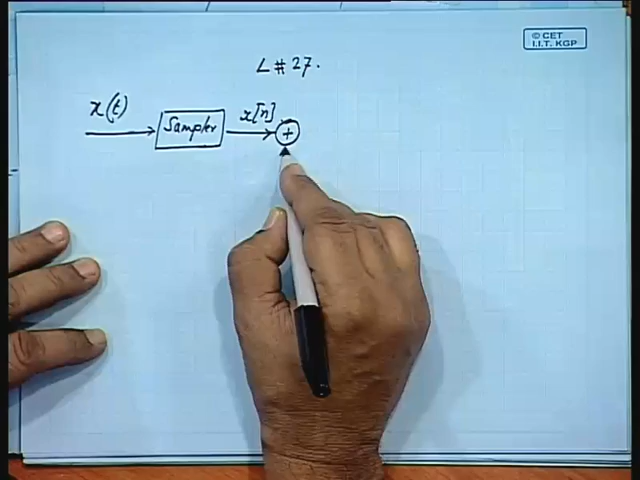 © CET
I.I.T. KGP
L # 27.
x(t)
Sampler
x[n]
+